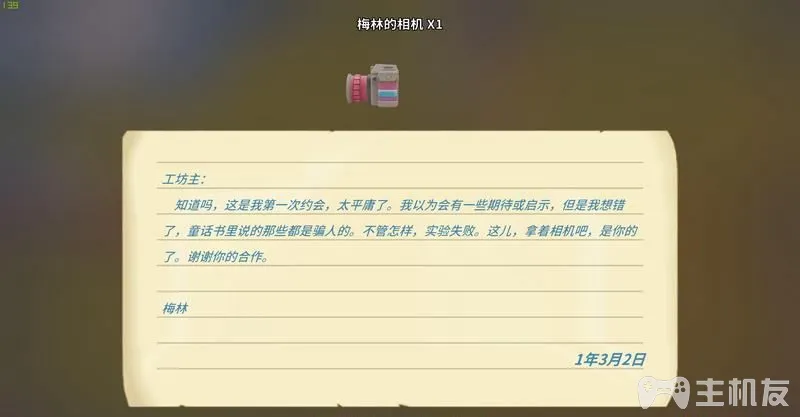 139
梅林的相机 X1
工坊主：
知道吗，这是我第一次约会，太平庸了。我以为会有一些期待或启示，但是我想错
了，童话书里说的那些都是骗人的。不管怎样，实验失败。这儿，拿着相机吧，是你的
了。谢谢你的合作。
梅林
1年3月2日
主机友